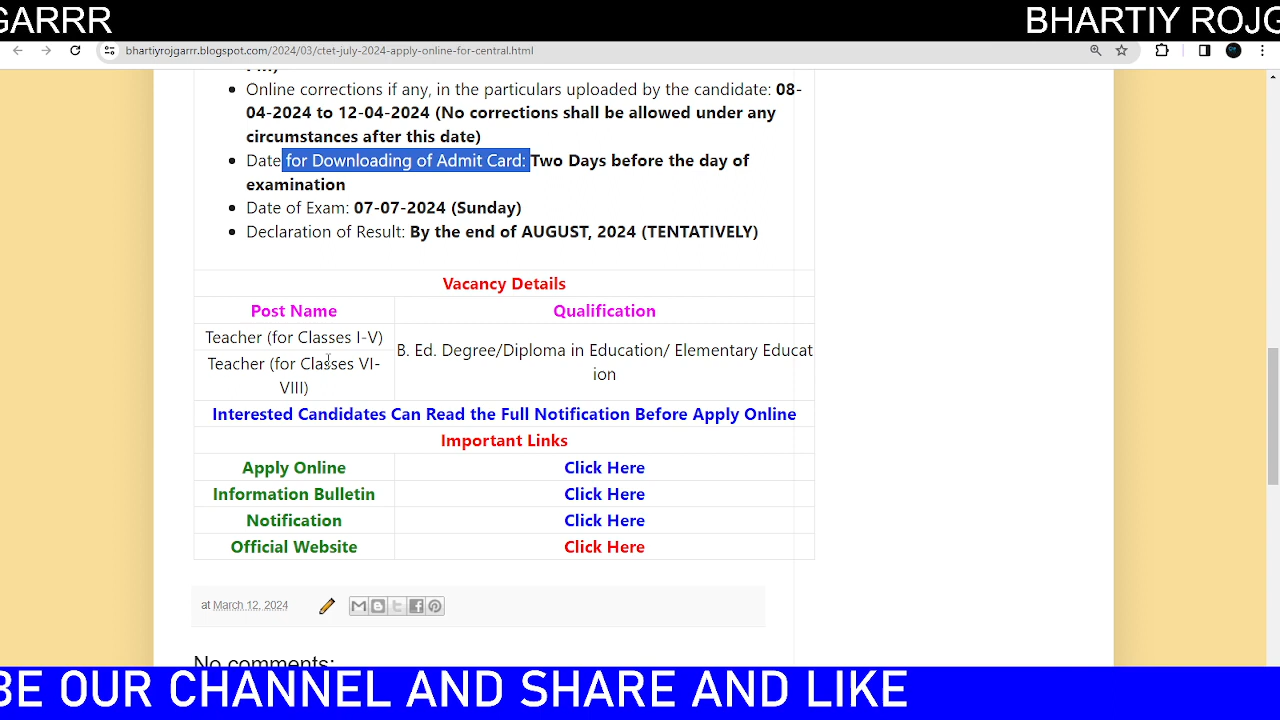 GARRR
BHARTIY ROJG
bhartiyrojgarrr.blogspot.com/2024/03/ctet-july-2024-apply-online-for-central.html
Online corrections if any, in the particulars uploaded by the candidate: 08-
04-2024 to 12-04-2024 (No corrections shall be allowed under any
circumstances after this date)
Date for Downloading of Admit Card: Two Days before the day of
examination
Date of Exam: 07-07-2024 (Sunday)
Declaration of Result: By the end of AUGUST, 2024 (TENTATIVELY)
Vacancy Details
Post Name
Qualification
Teacher (for Classes I-V)
Teacher (for Classes VI-
VIII)
B. Ed. Degree/Diploma in Education/ Elementary Educat
ion
Interested Candidates Can Read the Full Notification Before Apply Online
Important Links
Apply Online
Click Here
Information Bulletin
Click Here
Notification
Click Here
Official Website
Click Here
at March 12, 2024
No comments:
BE OUR CHANNEL AND SHARE AND LIKE